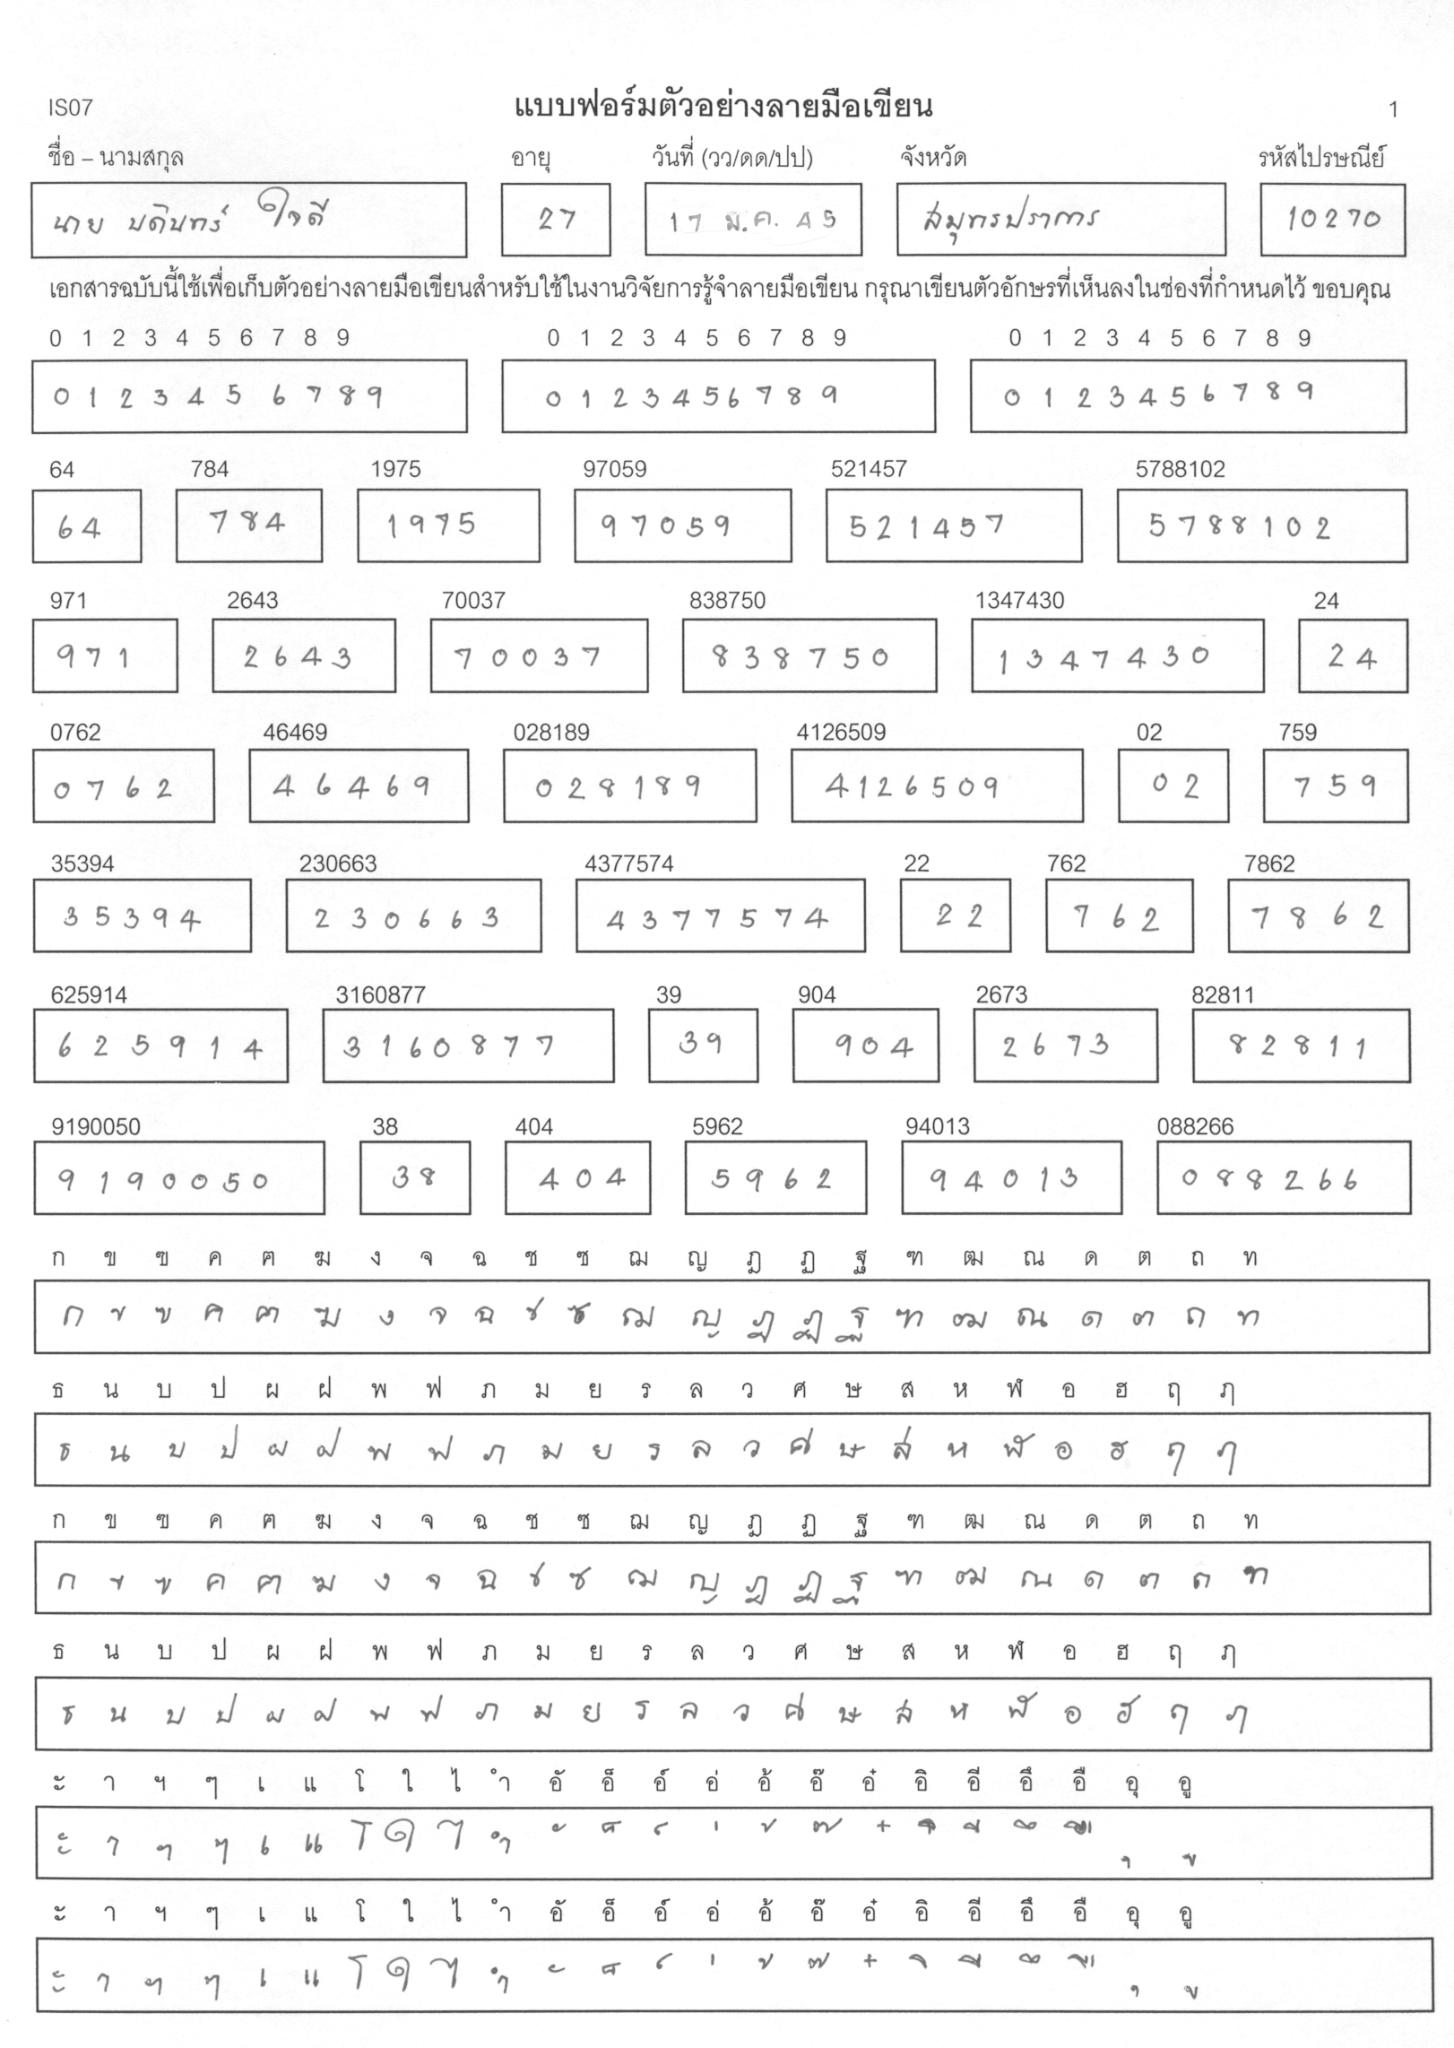 IS07 แบบฟอร์มตัวอย่างลายมือเขียน 1
ชื่อ – นามสกุล อายุ วันที่ (วว/ดด/ปป) จังหวัด รหัสไปรษณีย์
นาย บดินทร์ ใจดี 27 17 ม.ค. 45 สมุทรปราการ 10270
เอกสารฉบับนี้ใช้เพื่อเก็บตัวอย่างลายมือเขียนสำหรับใช้ในงานวิจัยการรู้จำลายมือเขียน กรุณาเขียนตัวอักษรที่เห็นลงในช่องที่กำหนดไว้ ขอบคุณ
0 1 2 3 4 5 6 7 8 9 0 1 2 3 4 5 6 7 8 9 0 1 2 3 4 5 6 7 8 9
0 1 2 3 4 5 6 7 8 9 0 1 2 3 4 5 6 7 8 9 0 1 2 3 4 5 6 7 8 9
64 784 1975 97059 521457 5788102
64 784 1975 97059 521457 5788102
971 2643 70037 838750 1347430 24
971 2643 70037 838750 1347430 24
0762 46469 028189 4126509 02 759
0762 46469 028189 4126509 02 759
35394 230663 4377574 22 762 7862
35394 230663 4377574 22 762 7862
625914 3160877 39 904 2673 82811
625914 3160877 39 904 2673 82811
9190050 38 404 5962 94013 088266
9190050 38 404 5962 94013 088266
ก ข ฃ ค ฅ ฆ ง จ ฉ ช ซ ฌ ญ ฎ ฏ ฐ ฑ ฒ ณ ด ต ถ ท
ก ข ฃ ค ฅ ฆ ง จ ฉ ช ซ ฌ ญ ฎ ฏ ฐ ฑ ฒ ณ ด ต ถ ท
ธ น บ ป ผ ฝ พ ฟ ภ ม ย ร ล ว ศ ษ ส ห ฬ อ ฮ ฤ ฦ
ธ น บ ป ผ ฝ พ ฟ ภ ม ย ร ล ว ศ ษ ส ห ฬ อ ฮ ฤ ฦ
ก ข ฃ ค ฅ ฆ ง จ ฉ ช ซ ฌ ญ ฎ ฏ ฐ ฑ ฒ ณ ด ต ถ ท
ก ข ฃ ค ฅ ฆ ง จ ฉ ช ซ ฌ ญ ฎ ฏ ฐ ฑ ฒ ณ ด ต ถ ท
ธ น บ ป ผ ฝ พ ฟ ภ ม ย ร ล ว ศ ษ ส ห ฬ อ ฮ ฤ ฦ
ธ น บ ป ผ ฝ พ ฟ ภ ม ย ร ล ว ศ ษ ส ห ฬ อ ฮ ฤ ฦ
ะ า ฯ ๆ เ แ โ ใ ไ ำ อั อ็ อ์ อ่ อ้ อ๊ อ๋ อิ อี อึ อื อุ อู
ะ า ฯ ๆ เ แ โ ใ ไ ำ ั ็ ์ ่ ้ ๊ ๋ ิ ี ึ ื ุ ู
ะ า ฯ ๆ เ แ โ ใ ไ ำ อั อ็ อ์ อ่ อ้ อ๊ อ๋ อิ อี อึ อื อุ อู
ะ า ฯ ๆ เ แ โ ใ ไ ำ ั ็ ์ ่ ้ ๊ ๋ ิ ี ึ ื ุ ู